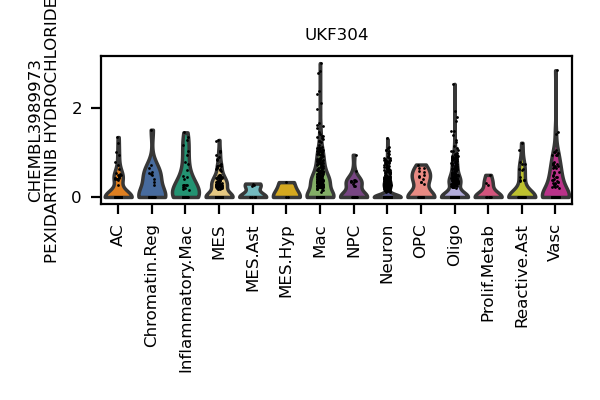 UKF304
CHEMBL3989973
PEXIDARTINIB HYDROCHLORIDE
2
0
AC
Chromatin.Reg
Inflammatory.Mac
MES
MES.Ast
MES.Hyp
Mac
NPC
Neuron
OPC
Oligo
Prolif.Metab
Reactive.Ast
Vasc